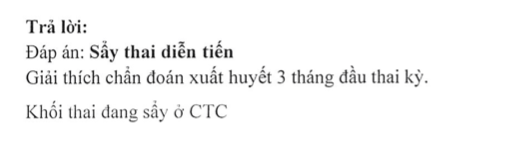 Trả lời:
Đáp án: Sẩy thai diễn tiến
Giải thích chẩn đoán xuất huyết 3 tháng đầu thai kỳ.
Khối thai đang sẩy ở CTC